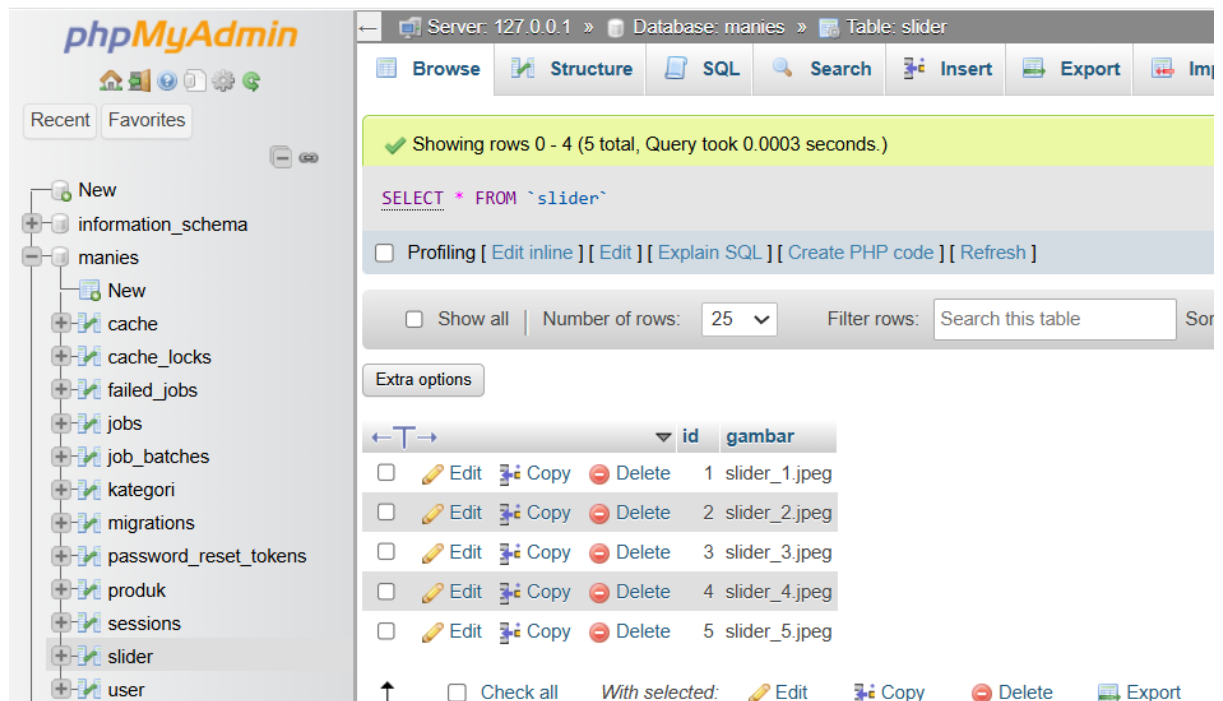 phpMyAdmin
Recent Favorites
New
information_schema
manies
New
cache
cache_locks
failed_jobs
jobs
job_batches
kategori
migrations
password_reset_tokens
produk
sessions
slider
user
← Server: 127.0.0.1 » Database: manies » Table: slider
Browse Structure SQL Search Insert Export Imp
Showing rows 0 - 4 (5 total, Query took 0.0003 seconds.)
SELECT * FROM `slider`
Profiling [ Edit inline ] [ Edit ] [ Explain SQL ] [ Create PHP code ] [ Refresh ]
Show all | Number of rows: 25 Filter rows: Search this table Sor
Extra options
←T→ id gambar
Edit Copy Delete 1 slider_1.jpeg
Edit Copy Delete 2 slider_2.jpeg
Edit Copy Delete 3 slider_3.jpeg
Edit Copy Delete 4 slider_4.jpeg
Edit Copy Delete 5 slider_5.jpeg
Check all With selected: Edit Copy Delete Export